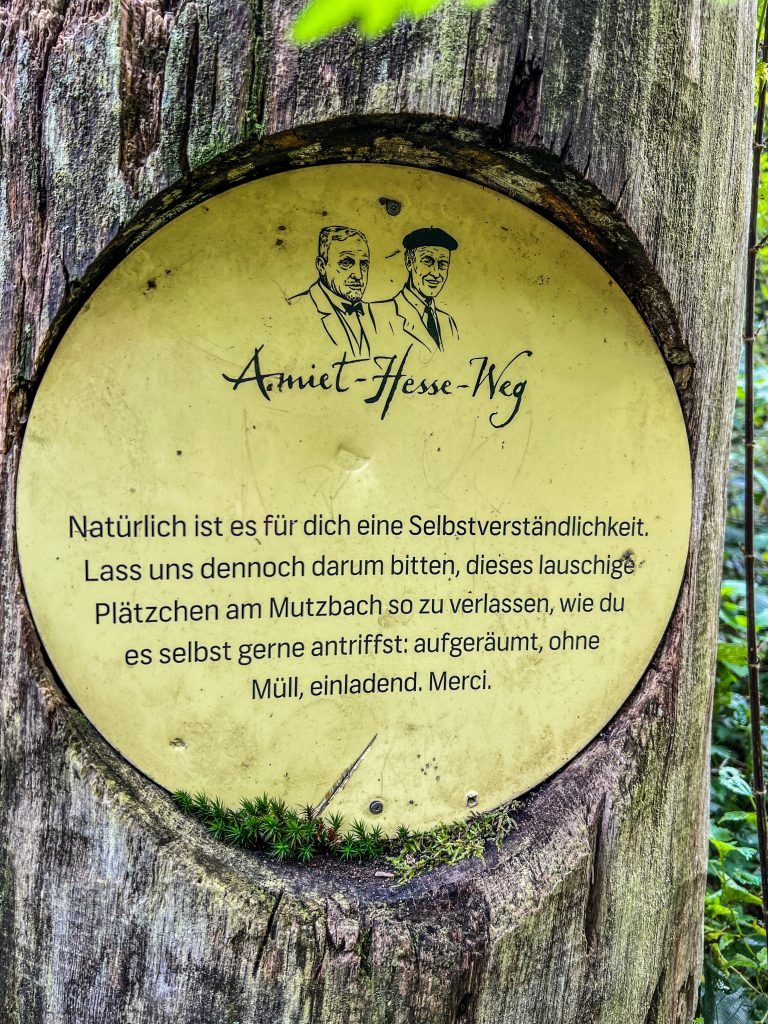 Amiet-Hesse-Weg
Natürlich ist es für dich eine Selbstverständlichkeit.
Lass uns dennoch darum bitten, dieses lauschige
Plätzchen am Mutzbach so zu verlassen, wie du
es selbst gerne antriffst: aufgeräumt, ohne
Müll, einladend. Merci.